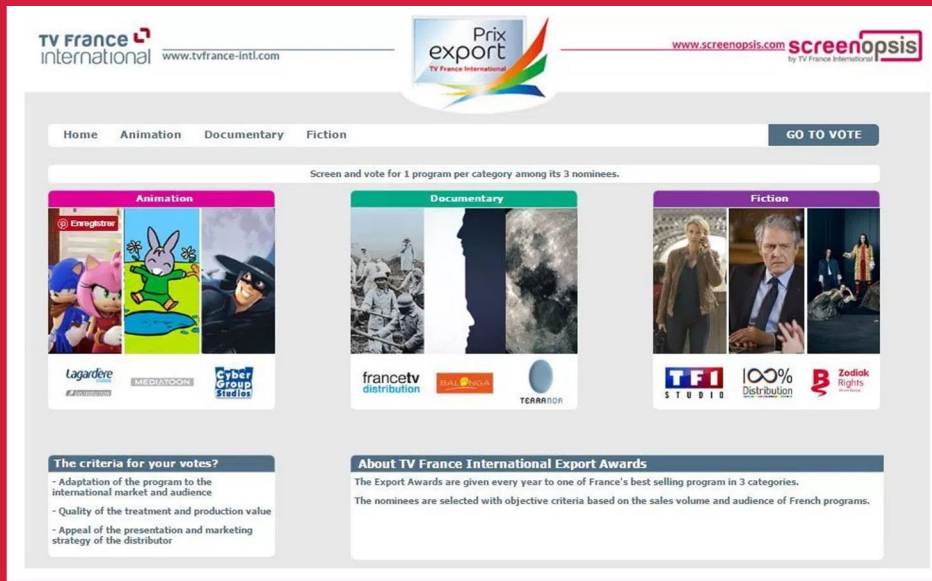 TV France
international
www.tvfrance-intl.com
Prix
export
TV France International
www.screenopsis.com
screenopsis
by TV France International
Home Animation Documentary Fiction
GO TO VOTE
Screen and vote for 1 program per category among its 3 nominees.
Animation
Enregistrer
Lagardère
MEDIATOON
Cyber
Group
Studios
Documentary
francetv
distribution
BALANGA
TERRANOA
Fiction
TF1
STUDIO
100%
Distribution
Zodiak
Rights
The criteria for your votes?
- Adaptation of the program to the
international market and audience
- Quality of the treatment and production value
- Appeal of the presentation and marketing
strategy of the distributor
About TV France International Export Awards
The Export Awards are given every year to one of France's best selling program in 3 categories.
The nominees are selected with objective criteria based on the sales volume and audience of French programs.